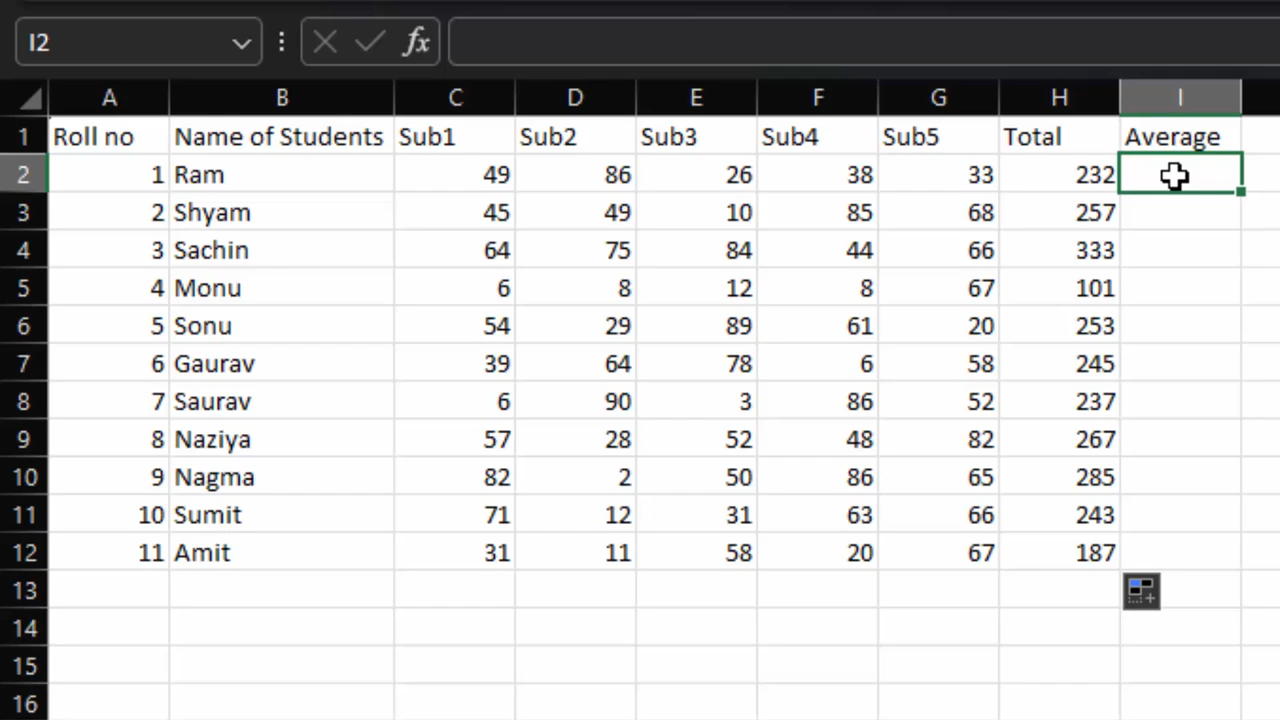 I2 fx
A B C D E F G H I
1 Roll no Name of Students Sub1 Sub2 Sub3 Sub4 Sub5 Total Average
2 1 Ram 49 86 26 38 33 232
3 2 Shyam 45 49 10 85 68 257
4 3 Sachin 64 75 84 44 66 333
5 4 Monu 6 8 12 8 67 101
6 5 Sonu 54 29 89 61 20 253
7 6 Gaurav 39 64 78 6 58 245
8 7 Saurav 6 90 3 86 52 237
9 8 Naziya 57 28 52 48 82 267
10 9 Nagma 82 2 50 86 65 285
11 10 Sumit 71 12 31 63 66 243
12 11 Amit 31 11 58 20 67 187
13
14
15
16